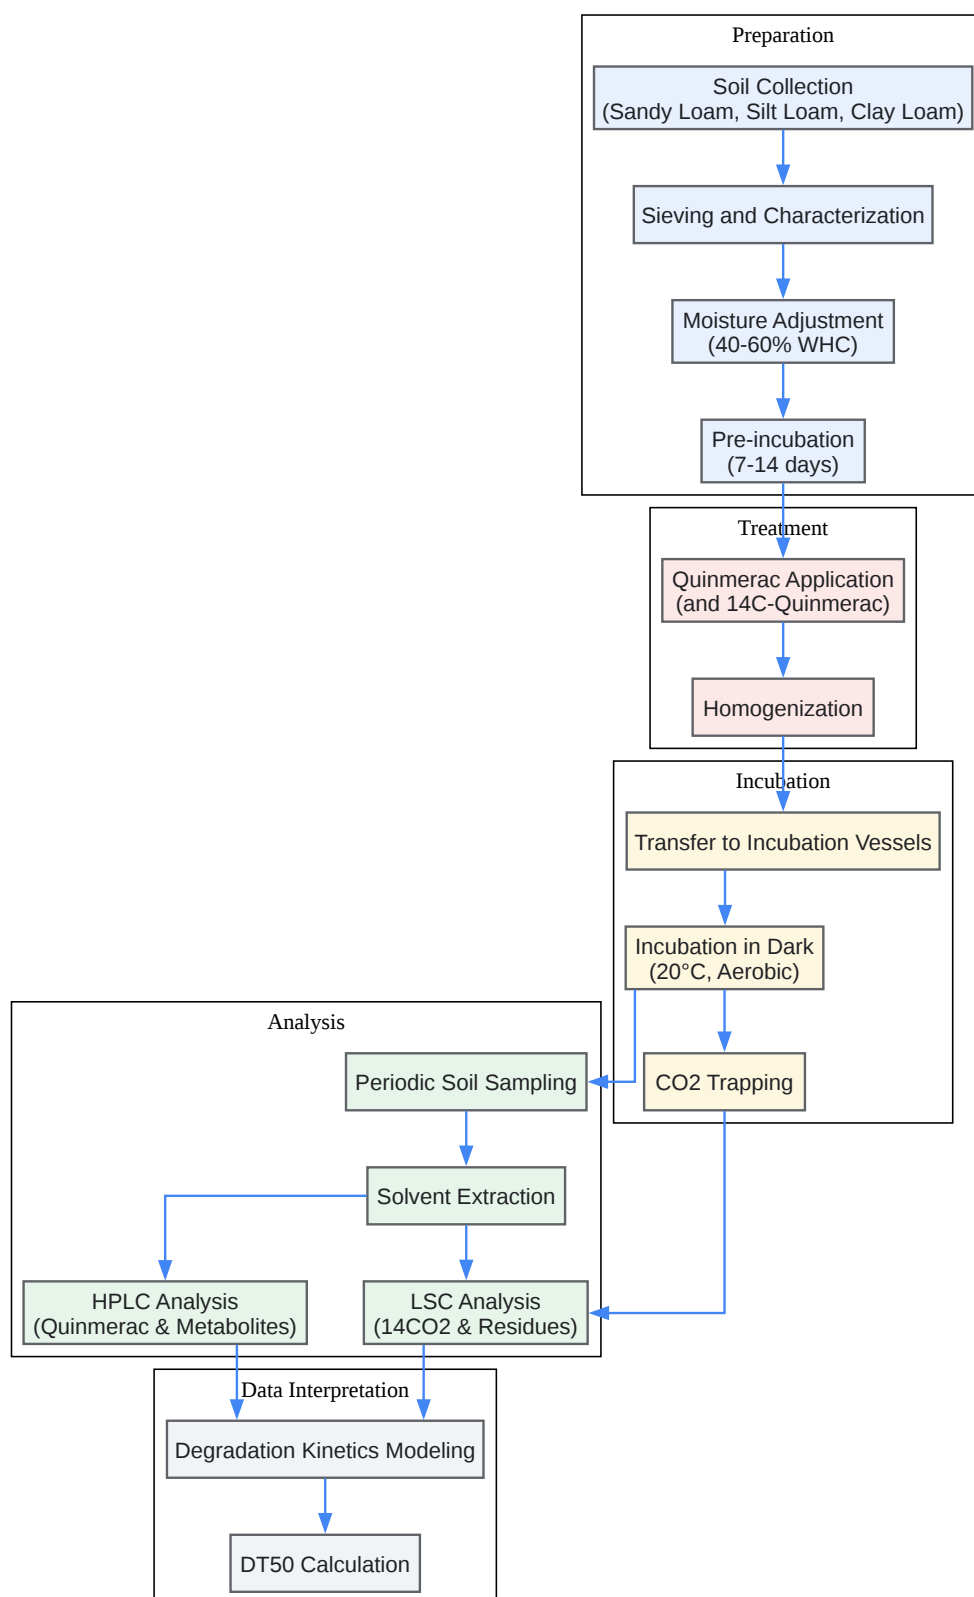 Preparation
Soil Collection
(Sandy Loam, Silt Loam, Clay Loam)
Sieving and Characterization
Moisture Adjustment
(40-60% WHC)
Pre-incubation
(7-14 days)
Treatment
Quinmerac Application
(and 14C-Quinmerac)
Homogenization
Incubation
Transfer to Incubation Vessels
Incubation in Dark
(20°C, Aerobic)
CO2 Trapping
Analysis
Periodic Soil Sampling
Solvent Extraction
HPLC Analysis
(Quinmerac & Metabolites)
LSC Analysis
(14CO2 & Residues)
Data Interpretation
Degradation Kinetics Modeling
DT50 Calculation